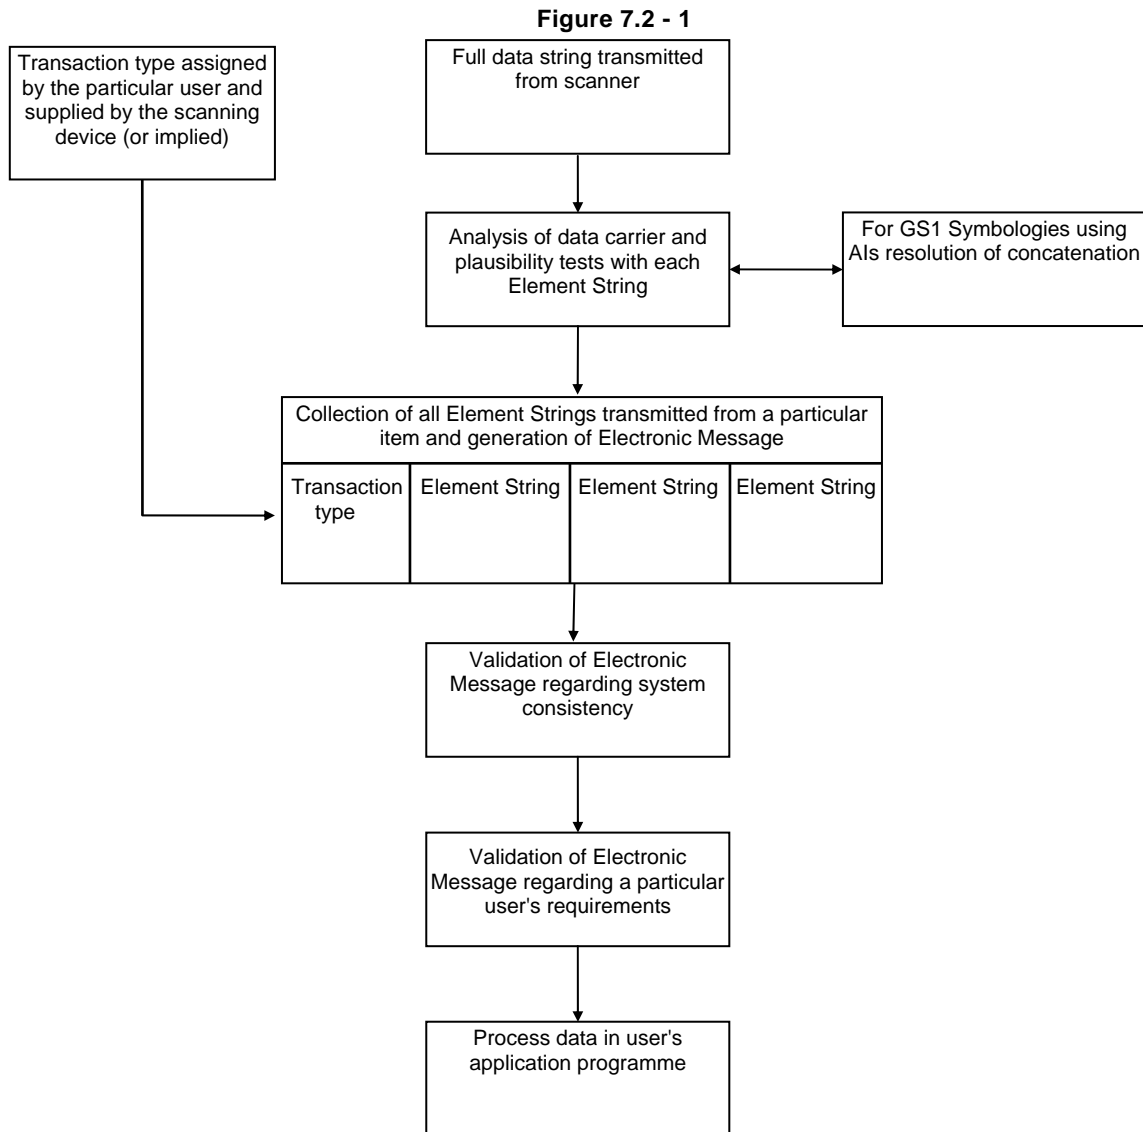 Figure 7.2 - 1
Transaction type assigned
by the particular user and
supplied by the scanning
device (or implied)
Full data string transmitted
from scanner
Analysis of data carrier and
plausibility tests with each
Element String
For GS1 Symbologies using
AIs resolution of concatenation
Collection of all Element Strings transmitted from a particular
item and generation of Electronic Message
Transaction
type
Element String
Element String
Element String
Validation of Electronic
Message regarding system
consistency
Validation of Electronic
Message regarding a particular
user's requirements
Process data in user's
application programme